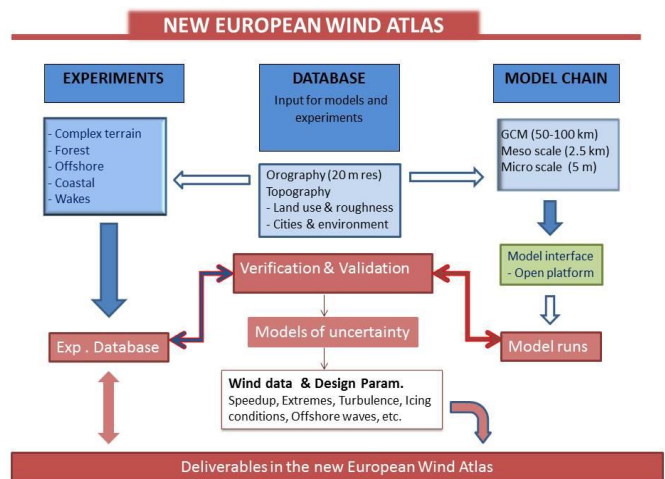 NEW EUROPEAN WIND ATLAS
EXPERIMENTS
- Complex terrain
- Forest
- Offshore
- Coastal
- Wakes
DATABASE
Input for models and
experiments
Orography (20 m res)
Topography
- Land use & roughness
- Cities & environment
MODEL CHAIN
GCM (50-100 km)
Meso scale (2.5 km)
Micro scale (5 m)
Model interface
- Open platform
Verification & Validation
Models of uncertainty
Exp . Database
Model runs
Wind data & Design Param.
Speedup, Extremes, Turbulence, Icing
conditions, Offshore waves, etc.
Deliverables in the new European Wind Atlas